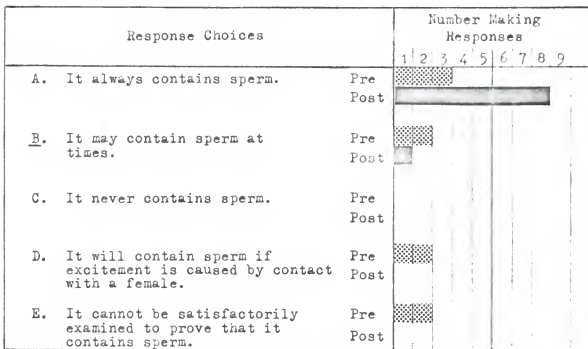 Number Making
Response Choices Responses
1 2 3 4 5 6 7 8 9
A. It always contains sperm. Pre
Post
B. It may contain sperm at Pre
times. Post
C. It never contains sperm. Pre
Post
D. It will contain sperm if Pre
excitement is caused by contact Post
with a female.
E. It cannot be satisfactorily Pre
examined to prove that it Post
contains sperm.